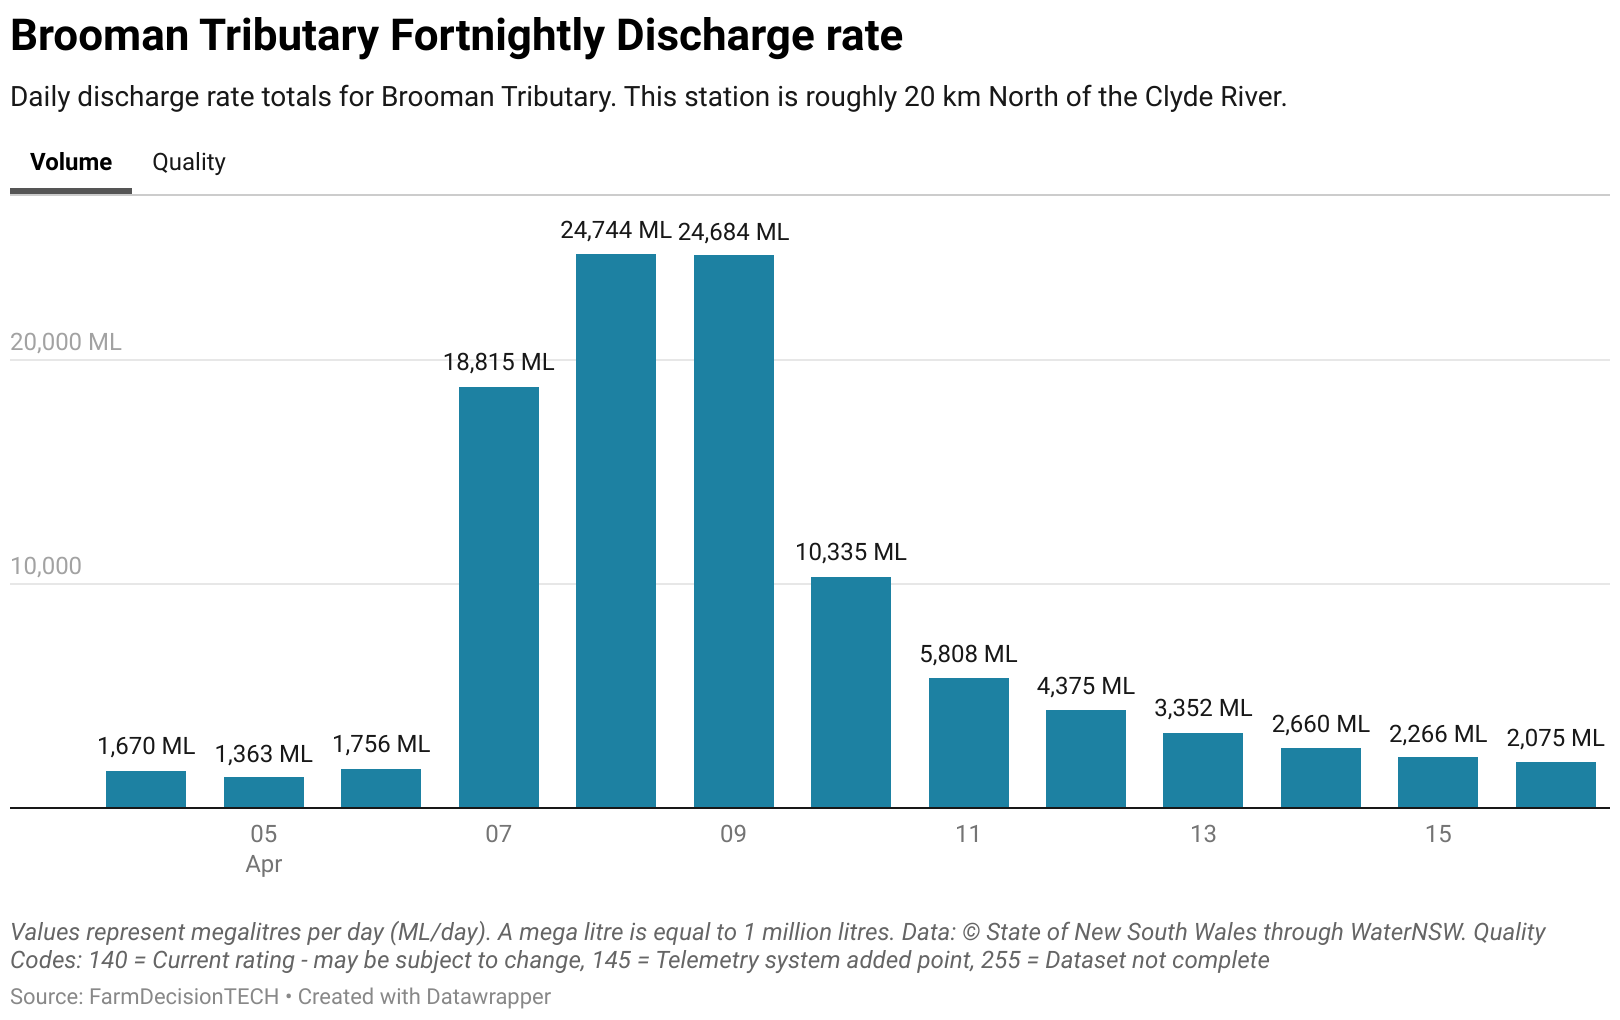 Brooman Tributary Fortnightly Discharge rate
Daily discharge rate totals for Brooman Tributary. This station is roughly 20 km North of the Clyde River.
Volume Quality
24,744 ML 24,684 ML
20,000 ML
18,815 ML
10,335 ML
10,000
5,808 ML
4,375 ML
3,352 ML
2,660 ML
2,266 ML
2,075 ML
1,670 ML
1,363 ML
1,756 ML
05 07 09 11 13 15
Apr
Values represent megalitres per day (ML/day). A mega litre is equal to 1 million litres. Data: © State of New South Wales through WaterNSW. Quality
Codes: 140 = Current rating - may be subject to change, 145 = Telemetry system added point, 255 = Dataset not complete
Source: FarmDecisionTECH • Created with Datawrapper